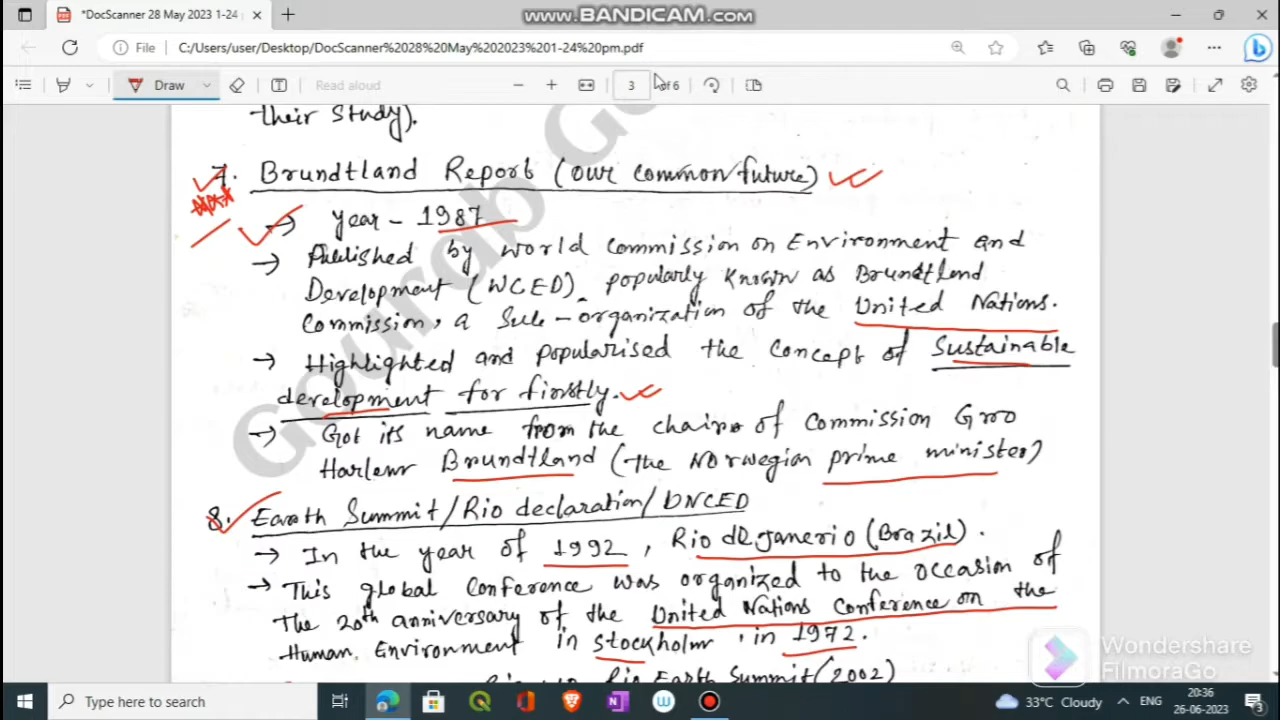 www.BANDICAM.com
*DocScanner 28 May 2023 1-24
File C:/Users/user/Desktop/DocScanner%2028%20May%202023%201-24%20pm.pdf
Draw Read aloud 3 of 6
their study).
7. Brundtland Report (our common future)
→ year - 1987
→ Published by world commission on Environment and
Development (WCED), popularly known as Brundtland
Commission, a Sub-organization of the United Nations.
→ Highlighted and popularised the concept of Sustainable
development for firstly.
→ Got its name from the chair of commission Gro
Harlem Brundtland (the Norwegian prime minister)
8. Earth Summit/Rio declaration/UNCED
→ In the year of 1992, Rio de janerio (Brazil).
→ This global conference was organized to the occasion of
the 20th anniversary of the United Nations Conference on the
Human Environment in stockholm, in 1972.
Rio Earth Summit (2002)
Gourab Go
Wondershare
FilmoraGo
Type here to search
33°C Cloudy ENG 20:36
26-06-2023 3